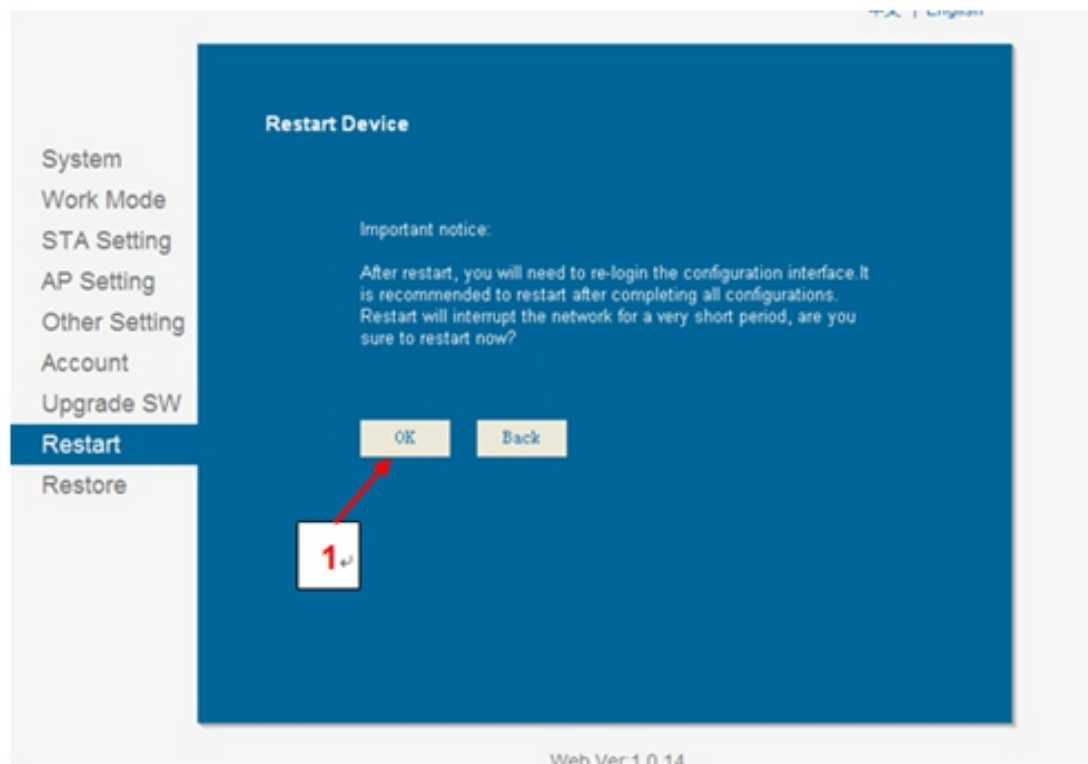 中文 | English
Restart Device
System
Work Mode
STA Setting
AP Setting
Other Setting
Account
Upgrade SW
Restart
Restore
Important notice:
After restart, you will need to re-login the configuration interface.It
is recommended to restart after completing all configurations.
Restart will interrupt the network for a very short period, are you
sure to restart now?
OK Back
1
Web Ver:1.0.14